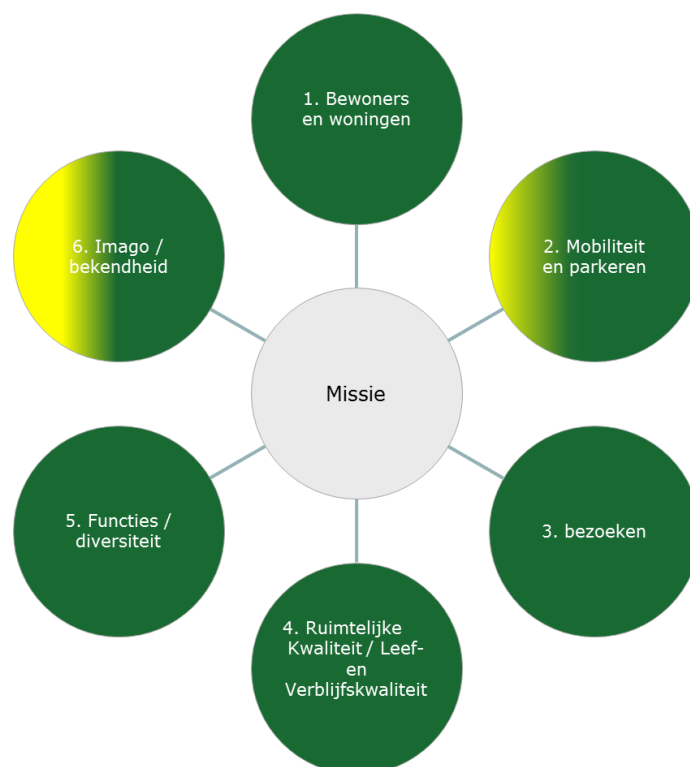 1. Bewoners
en woningen
6. Imago /
bekendheid
2. Mobiliteit
en parkeren
Missie
5. Functies /
diversiteit
3. bezoeken
4. Ruimtelijke
Kwaliteit / Leef-
en
Verblijfskwaliteit